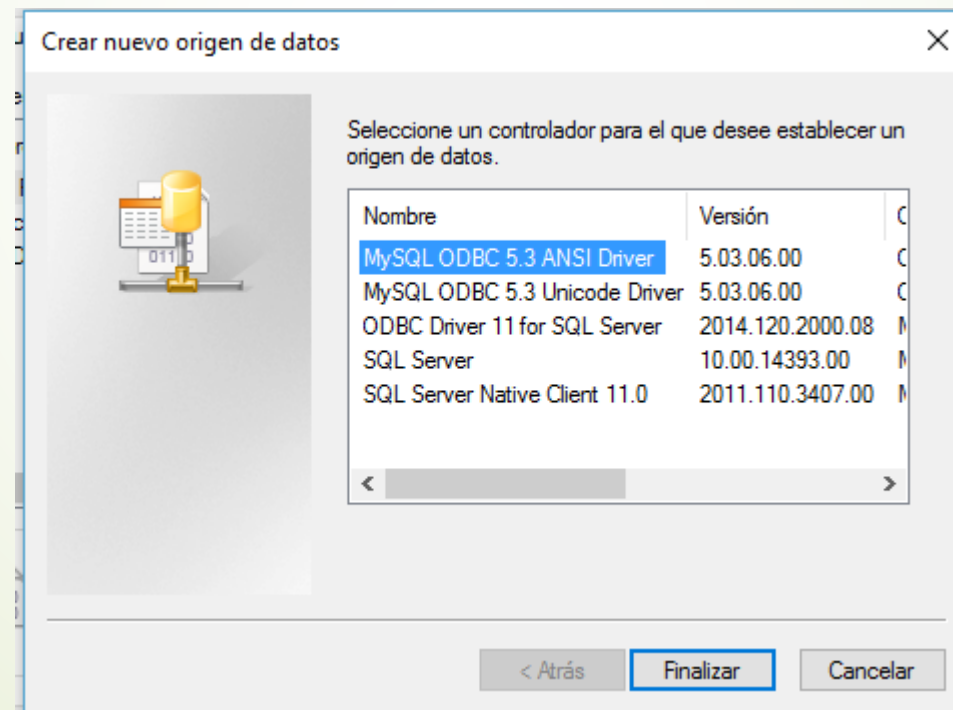 Crear nuevo origen de datos
Seleccione un controlador para el que desee establecer un
origen de datos.
Nombre Versión C
MySQL ODBC 5.3 ANSI Driver 5.03.06.00
MySQL ODBC 5.3 Unicode Driver 5.03.06.00
ODBC Driver 11 for SQL Server 2014.120.2000.08
SQL Server 10.00.14393.00
SQL Server Native Client 11.0 2011.110.3407.00
011
< Atrás Finalizar Cancelar